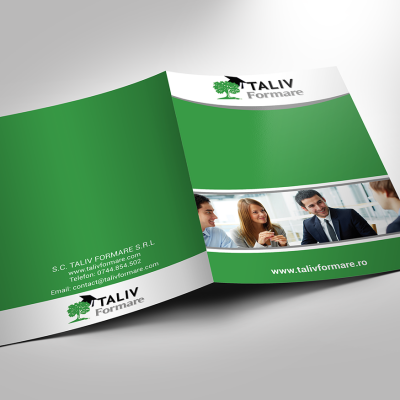 TALIV
Formare
www.talivformare.ro
S.C. TALIV FORMARE S.R.L
www.talivformare.com
Telefon: 0744.854.502
Email: contact@talivformare.com
TALIV
Formare